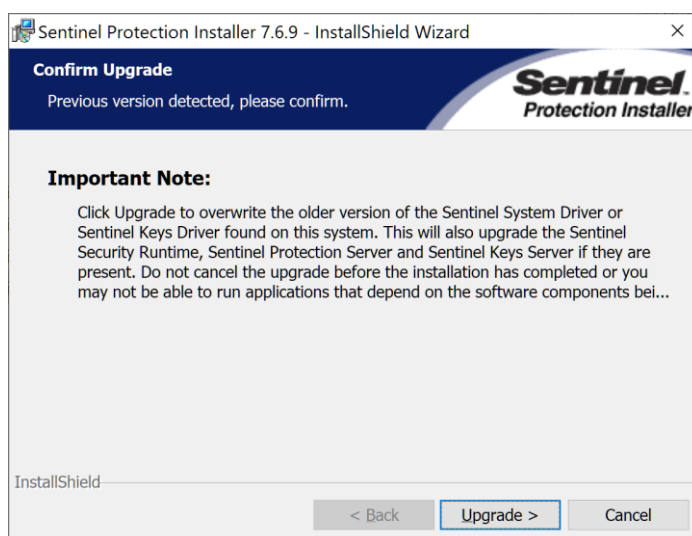 Sentinel Protection Installer 7.6.9 - InstallShield Wizard
Confirm Upgrade
Previous version detected, please confirm.
Sentinel.
Protection Installer
Important Note:
Click Upgrade to overwrite the older version of the Sentinel System Driver or
Sentinel Keys Driver found on this system. This will also upgrade the Sentinel
Security Runtime, Sentinel Protection Server and Sentinel Keys Server if they are
present. Do not cancel the upgrade before the installation has completed or you
may not be able to run applications that depend on the software components bei...
InstallShield
< Back
Upgrade >
Cancel